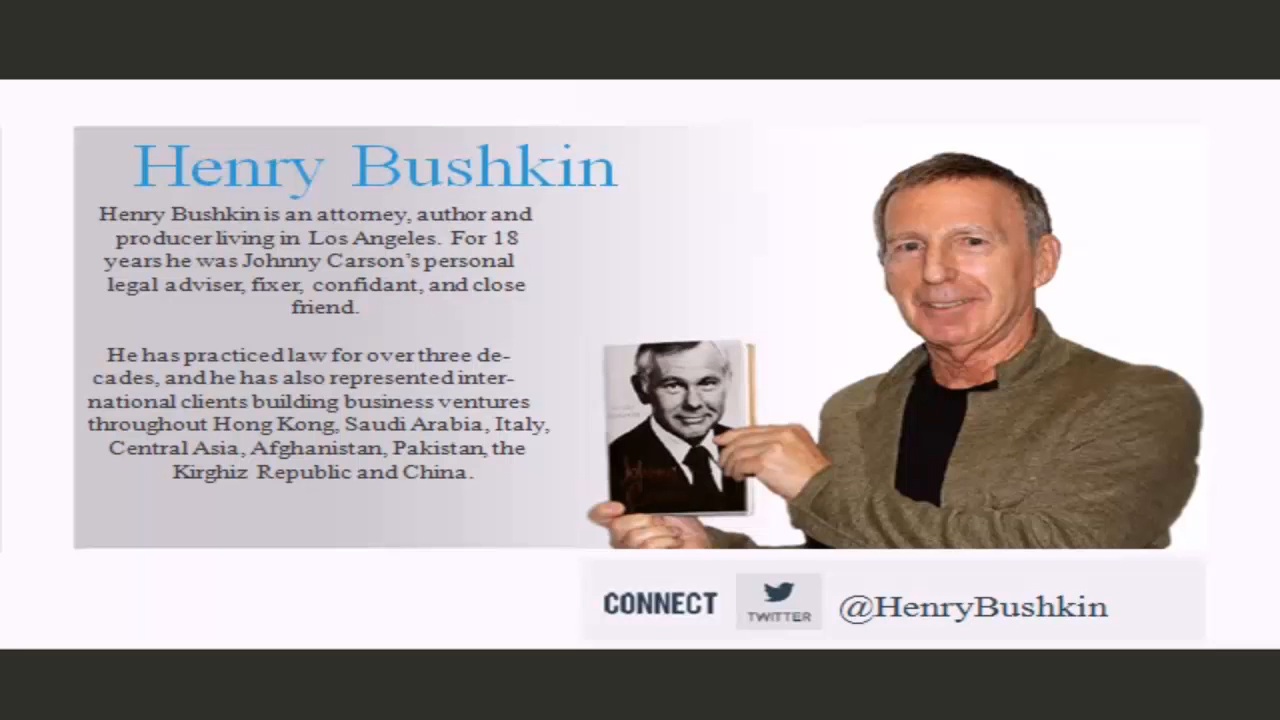 Henry Bushkin
Henry Bushkin is an attorney, author and
producer living in Los Angeles. For 18
years he was Johnny Carson's personal
legal adviser, fixer, confidant, and close
friend.
He has practiced law for over three de-
cades, and he has also represented inter-
national clients building business ventures
throughout Hong Kong, Saudi Arabia, Italy,
Central Asia, Afghanistan, Pakistan, the
Kirghiz Republic and China.
CONNECT
TWITTER
@HenryBushkin